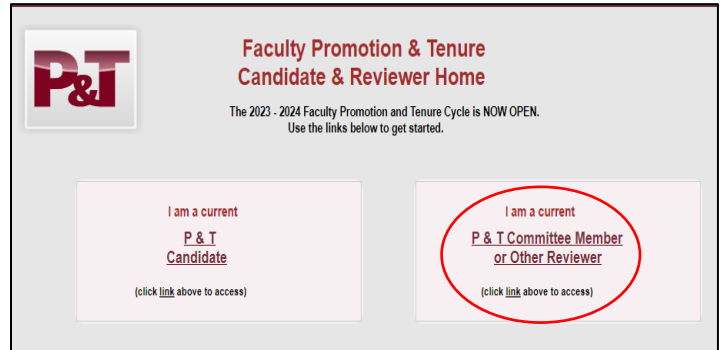 P&T
Faculty Promotion & Tenure
Candidate & Reviewer Home
The 2023 - 2024 Faculty Promotion and Tenure Cycle is NOW OPEN.
Use the links below to get started.
I am a current
P & T
Candidate
(click link above to access)
I am a current
P & T Committee Member
or Other Reviewer
(click link above to access)